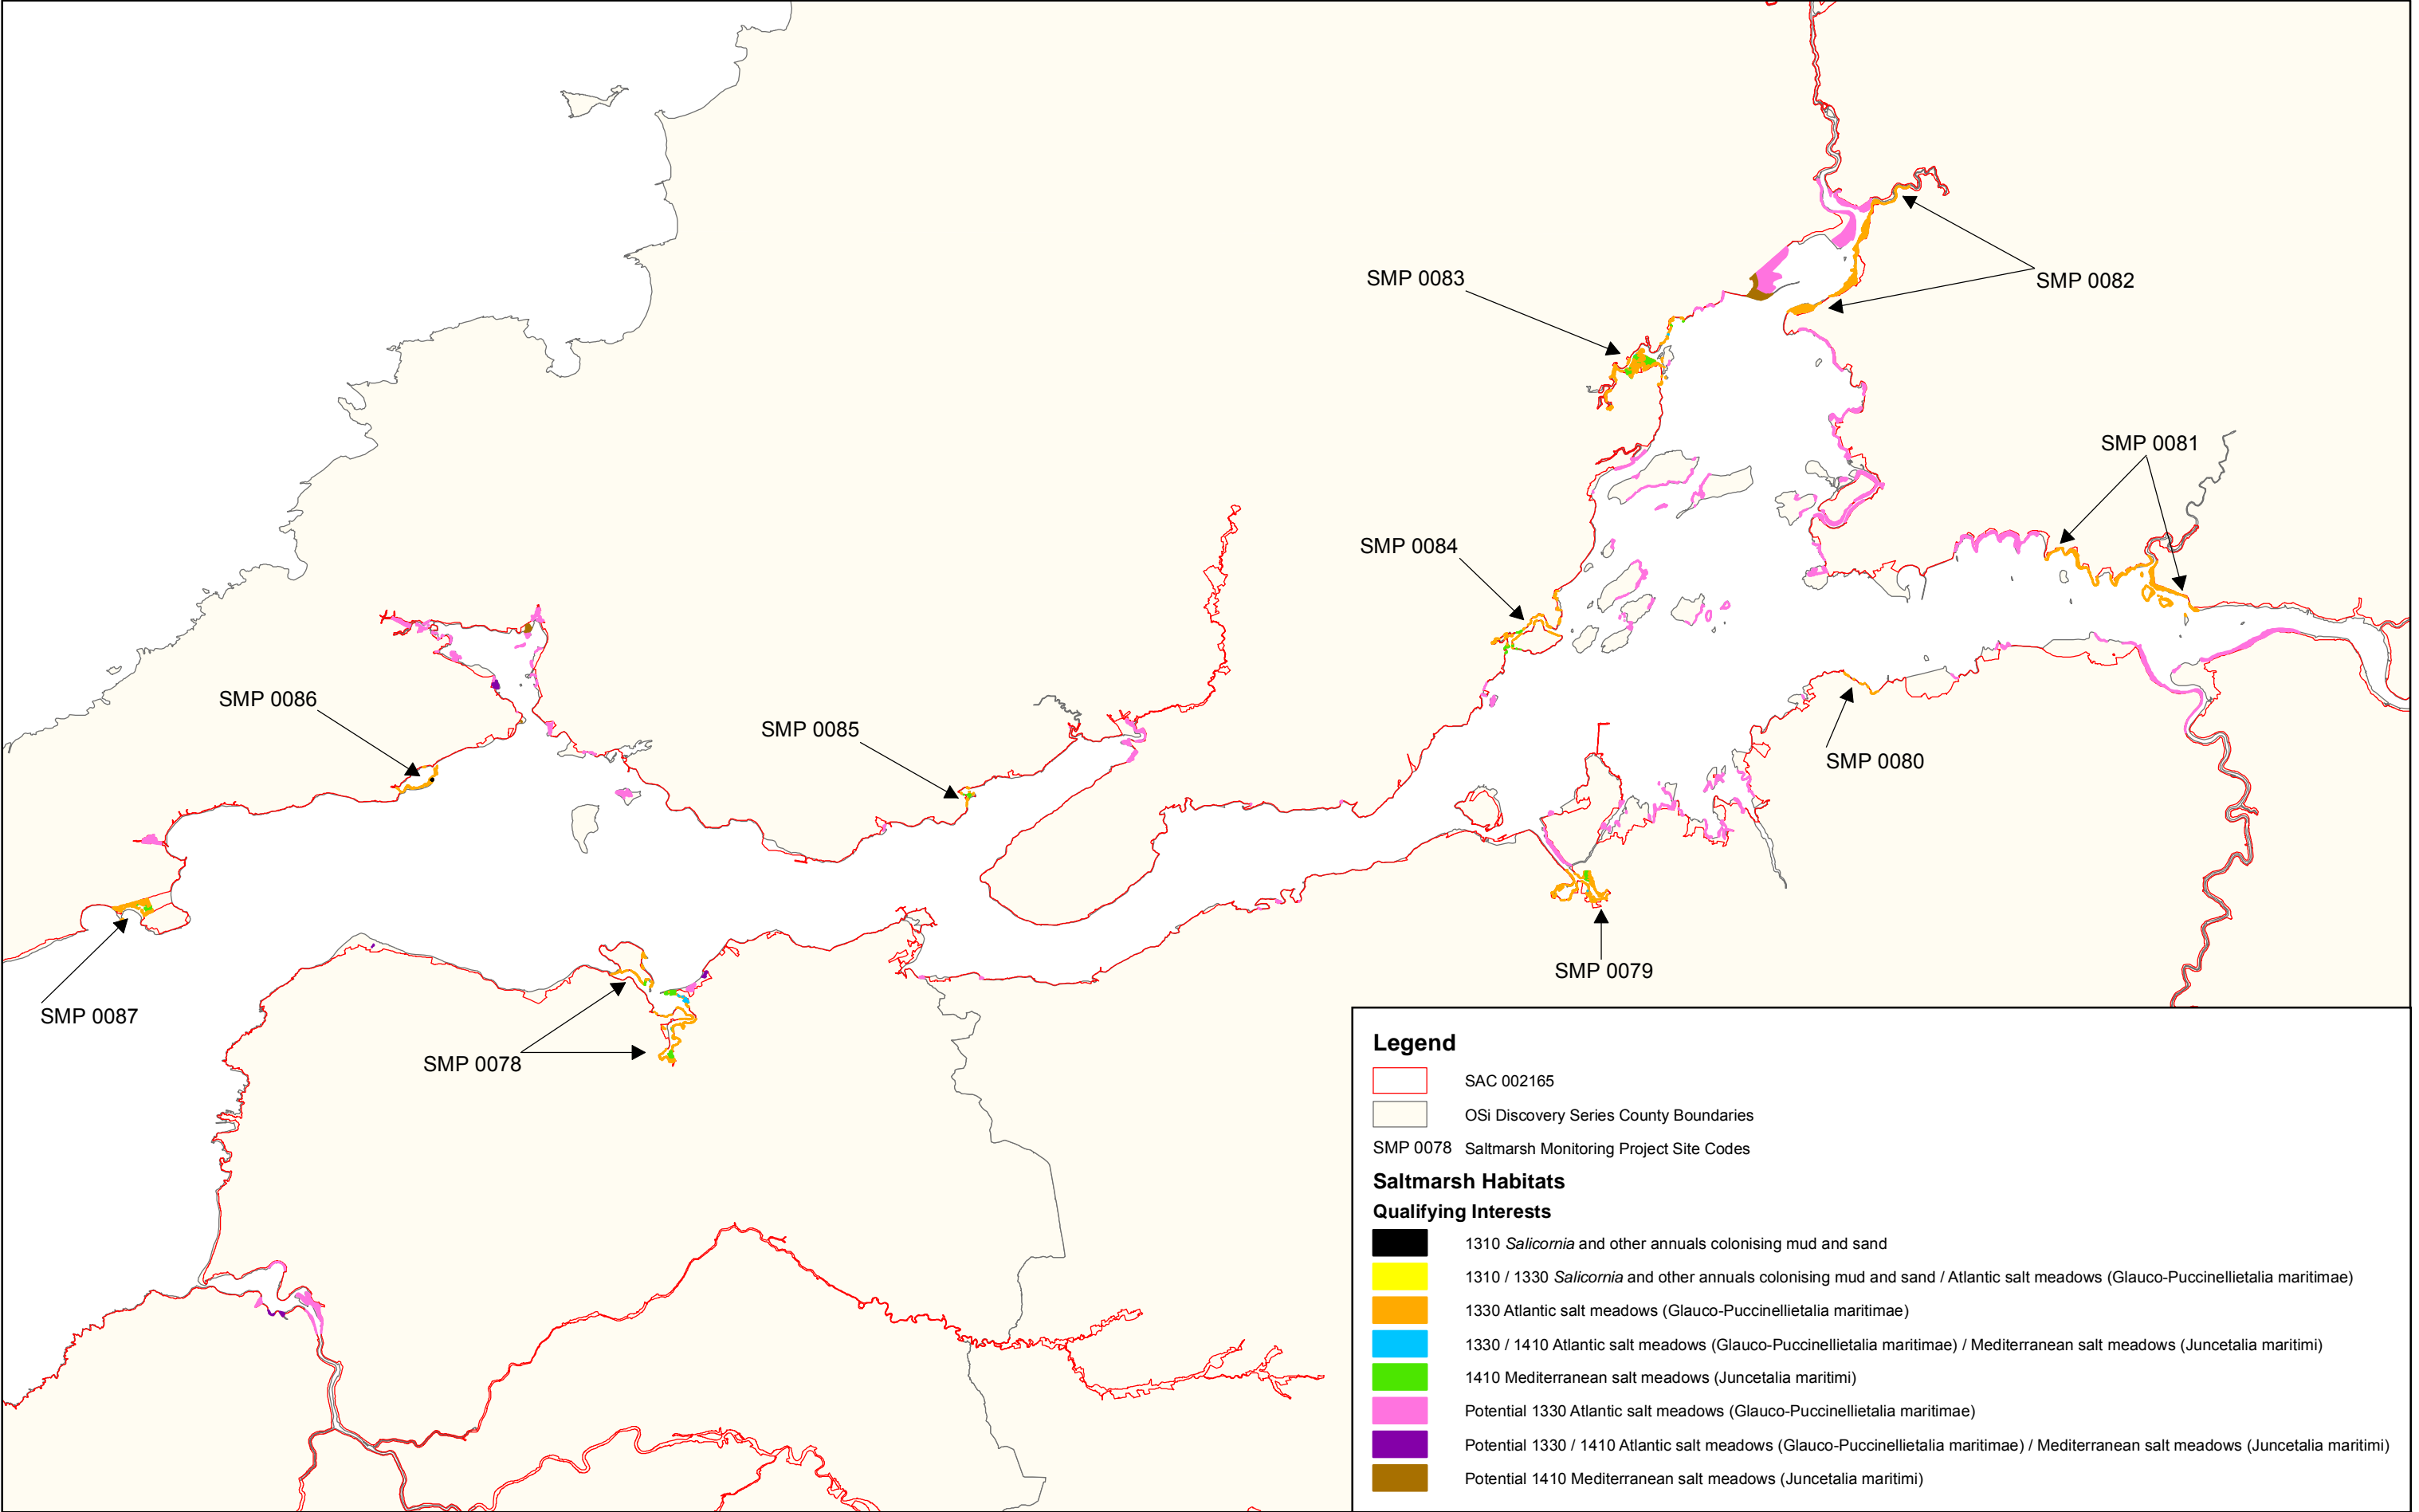 SMP 0083
SMP 0082
SMP 0081
SMP 0084
SMP 0086
SMP 0085
SMP 0080
SMP 0079
SMP 0087
SMP 0078
Legend
SAC 002165
OSi Discovery Series County Boundaries
SMP 0078 Saltmarsh Monitoring Project Site Codes
Saltmarsh Habitats
Qualifying Interests
1310 Salicornia and other annuals colonising mud and sand
1310 / 1330 Salicornia and other annuals colonising mud and sand / Atlantic salt meadows (Glauco-Puccinellietalia maritimae)
1330 Atlantic salt meadows (Glauco-Puccinellietalia maritimae)
1330 / 1410 Atlantic salt meadows (Glauco-Puccinellietalia maritimae) / Mediterranean salt meadows (Juncetalia maritimi)
1410 Mediterranean salt meadows (Juncetalia maritimi)
Potential 1330 Atlantic salt meadows (Glauco-Puccinellietalia maritimae)
Potential 1330 / 1410 Atlantic salt meadows (Glauco-Puccinellietalia maritimae) / Mediterranean salt meadows (Juncetalia maritimi)
Potential 1410 Mediterranean salt meadows (Juncetalia maritimi)